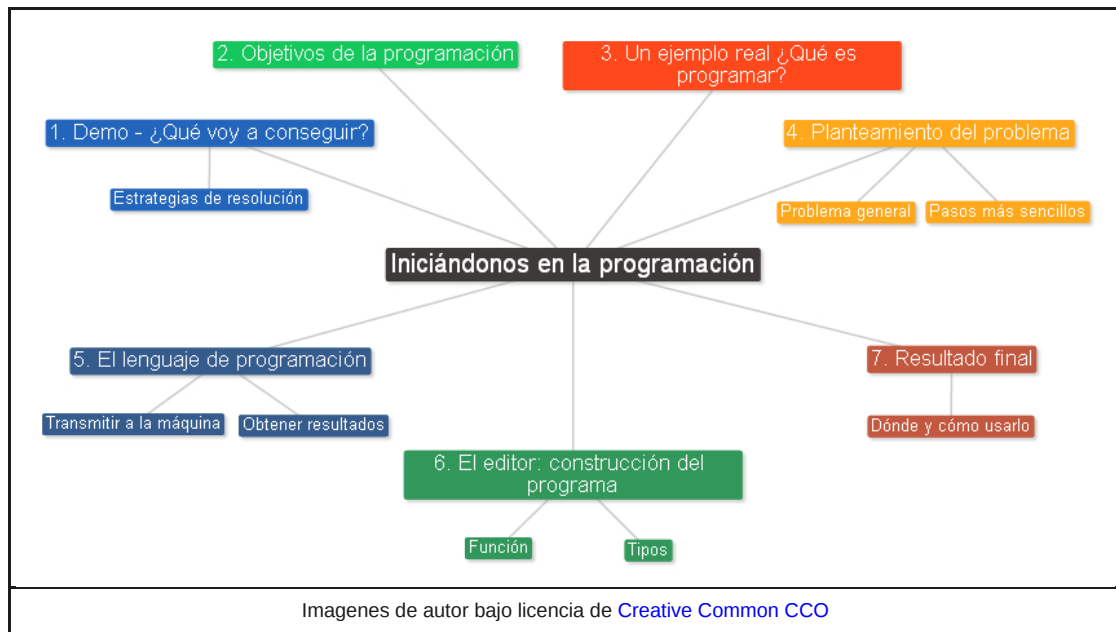 2. Objetivos de la programación
3. Un ejemplo real ¿Qué es
programar?
1. Demo - ¿Qué voy a conseguir?
4. Planteamiento del problema
Estrategias de resolución
Problema general
Pasos más sencillos
Iniciándonos en la programación
5. El lenguaje de programación
7. Resultado final
Transmitir a la máquina
Obtener resultados
Dónde y cómo usarlo
6. El editor: construcción del
programa
Función
Tipos
Imagenes de autor bajo licencia de Creative Common CCO